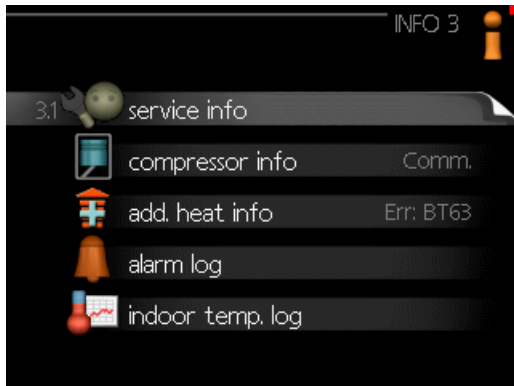 INFO 3
3.1 service info
compressor info Comm.
add. heat info Err: BT63
alarm log
indoor temp. log